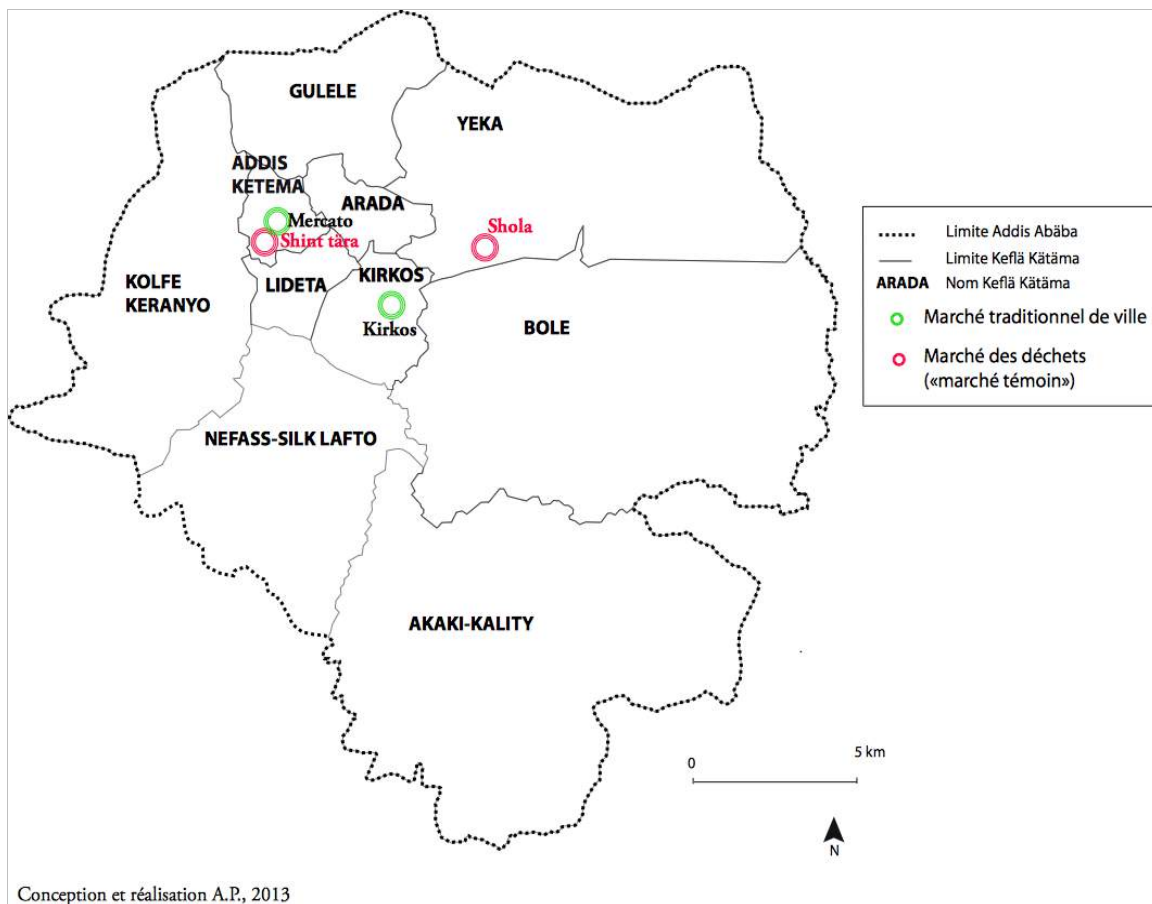 GULELE
YEKA
ADDIS
KETEMA
ARADA
Mercato
Shola
Shint tära
KOLFE
KERANYO
LIDETA
KIRKOS
Kirkos
BOLE
NEFASS-SILK LAFTO
AKAKI-KALITY
Limite Addis Abäba
Limite Keflä Kätäma
ARADA Nom Keflä Kätäma
Marché traditionnel de ville
Marché des déchets
(«marché témoin»)
0 5 km
N
Conception et réalisation A.P., 2013